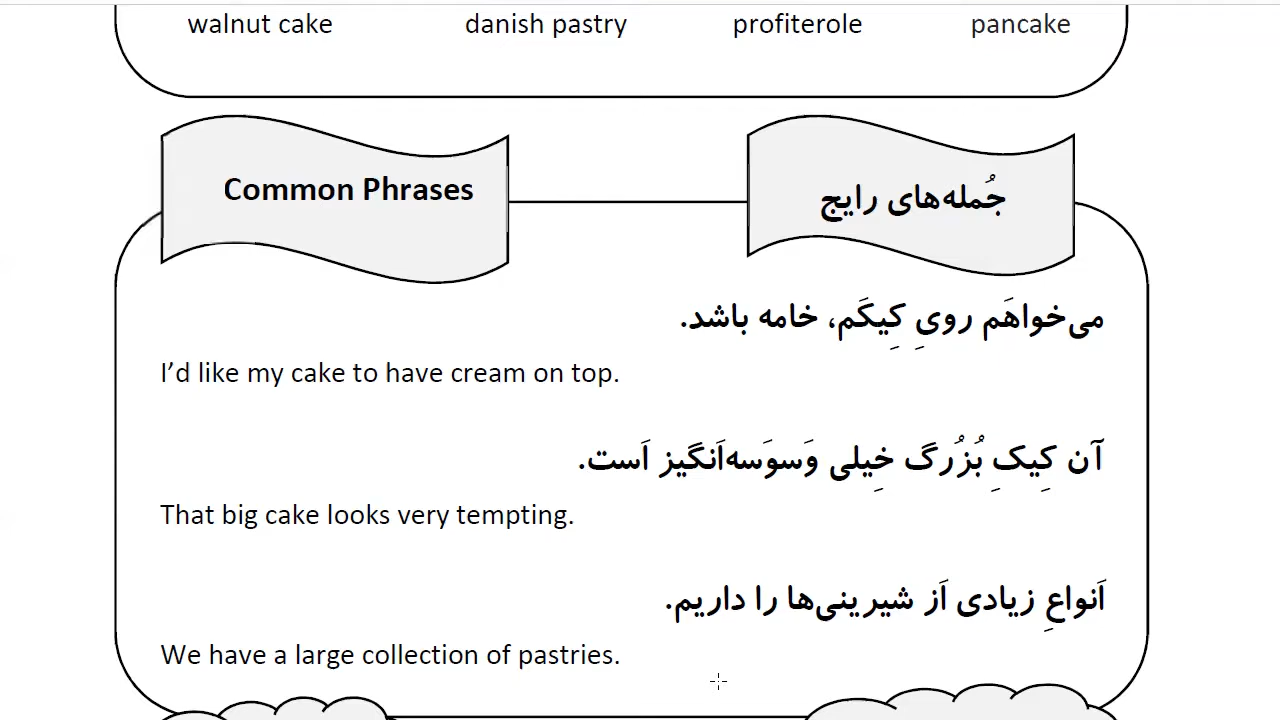 walnut cake danish pastry profiterole pancake
Common Phrases جُمله‌های رایج
می‌خواهَم رویِ کِیکَم، خامه باشد.
I’d like my cake to have cream on top.
آن کِیکِ بُزُرگ خِیلی وَسوَسه‌اَنگیز اَست.
That big cake looks very tempting.
اَنواعِ زیادی اَز شیرینی‌ها را داریم.
We have a large collection of pastries.